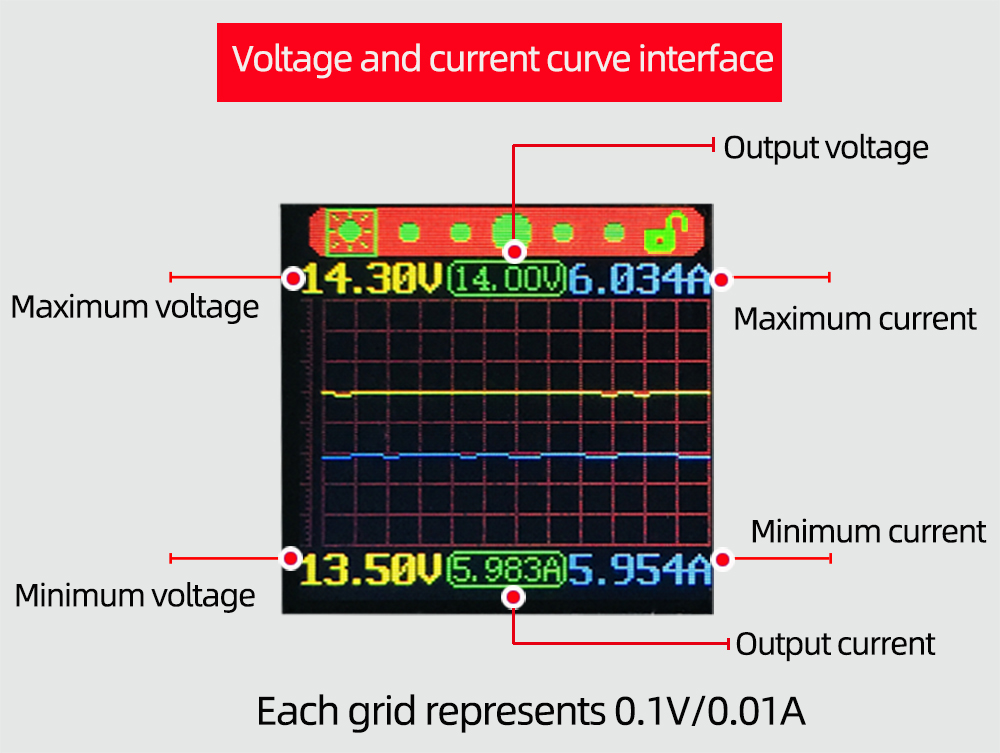 Voltage and current curve interface
Output voltage
14.30V 14.00V 6.034A
Maximum voltage
Maximum current
Minimum current
13.50V 5.983A 5.954A
Minimum voltage
Output current
Each grid represents 0.1V/0.01A